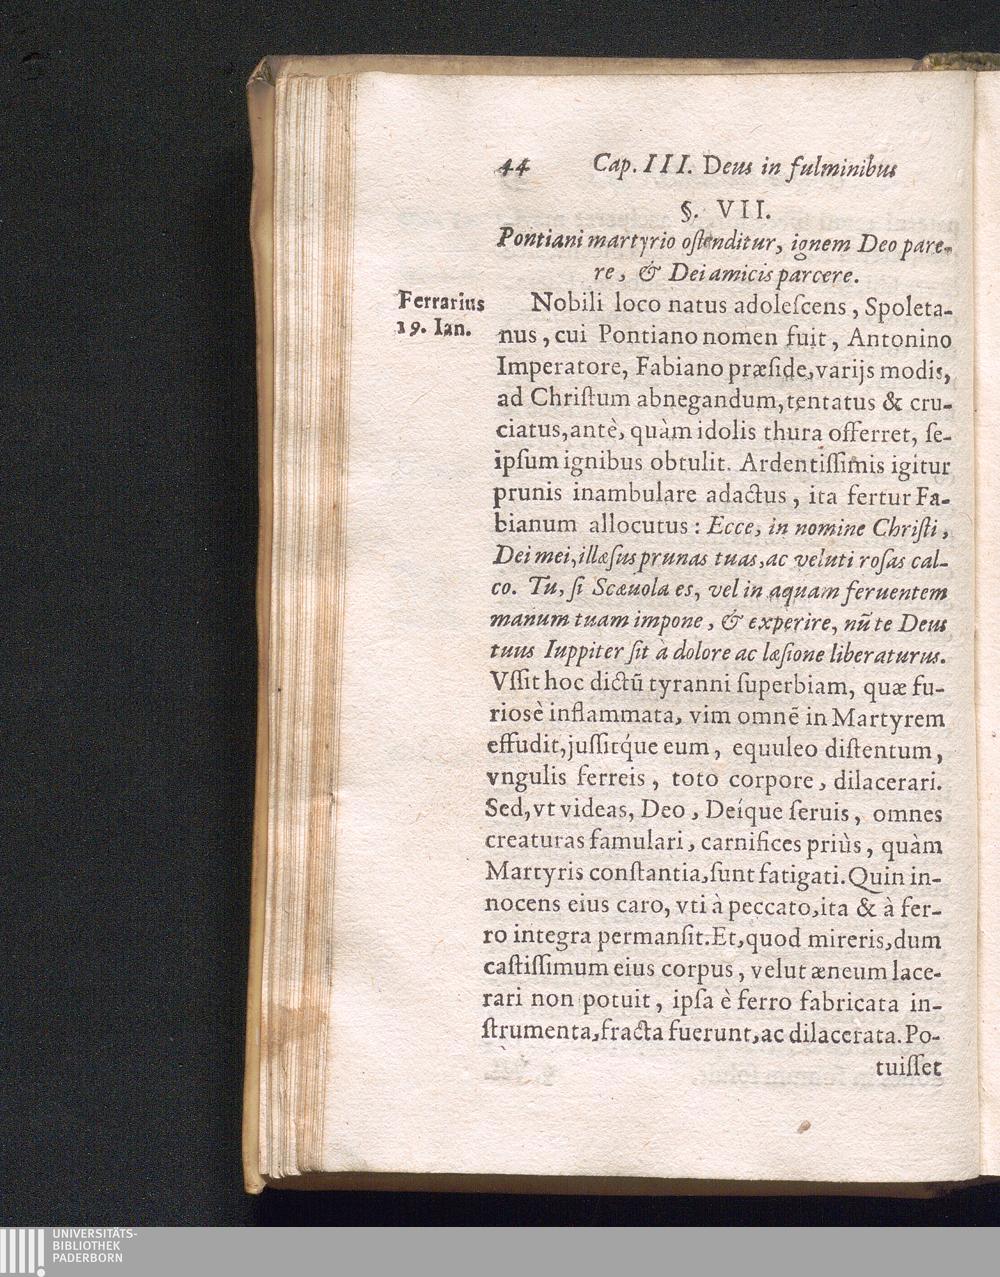 44 Cap. III. Deus in fulminibus
§. VII.
Pontiani martyrio oſtenditur, ignem Deo pare-
re, & Dei amicis parcere.
Ferrarius
19. Ian.
Nobili loco natus adoleſcens, Spoleta-
nus, cui Pontiano nomen fuit, Antonino
Imperatore, Fabiano præſide, varijs modis,
ad Chriſtum abnegandum, tentatus & cru-
ciatus, antè, quàm idolis thura offerret, ſe-
ipſum ignibus obtulit. Ardentiſſimis igitur
prunis inambulare adactus, ita fertur Fa-
bianum allocutus: Ecce, in nomine Chriſti,
Dei mei, illæſus prunas tuas, ac veluti roſas cal-
co. Tu, ſi Scæuola es, vel in aquam feruentem
manum tuam impone, & experire, nũ te Deus
tuus Iuppiter ſit à dolore ac læſione liberaturus.
Vſſit hoc dictũ tyranni ſuperbiam, quæ fu-
riosè inflammata, vim omnẽ in Martyrem
effudit, juſſitq́ue eum, equuleo diſtentum,
vngulis ferreis, toto corpore, dilacerari.
Sed, vt videas, Deo, Deíque ſeruis, omnes
creaturas famulari, carnifices priùs, quàm
Martyris conſtantia, ſunt fatigati. Quin in-
nocens eius caro, vti à peccato, ita & à fer-
ro integra permanſit. Et, quod mireris, dum
caſtiſſimum eius corpus, velut æneum lace-
rari non potuit, ipſa è ferro fabricata in-
ſtrumenta, fracta fuerunt, ac dilacerata. Po-
tuiſſet
UNIVERSITÄTS-
BIBLIOTHEK
PADERBORN